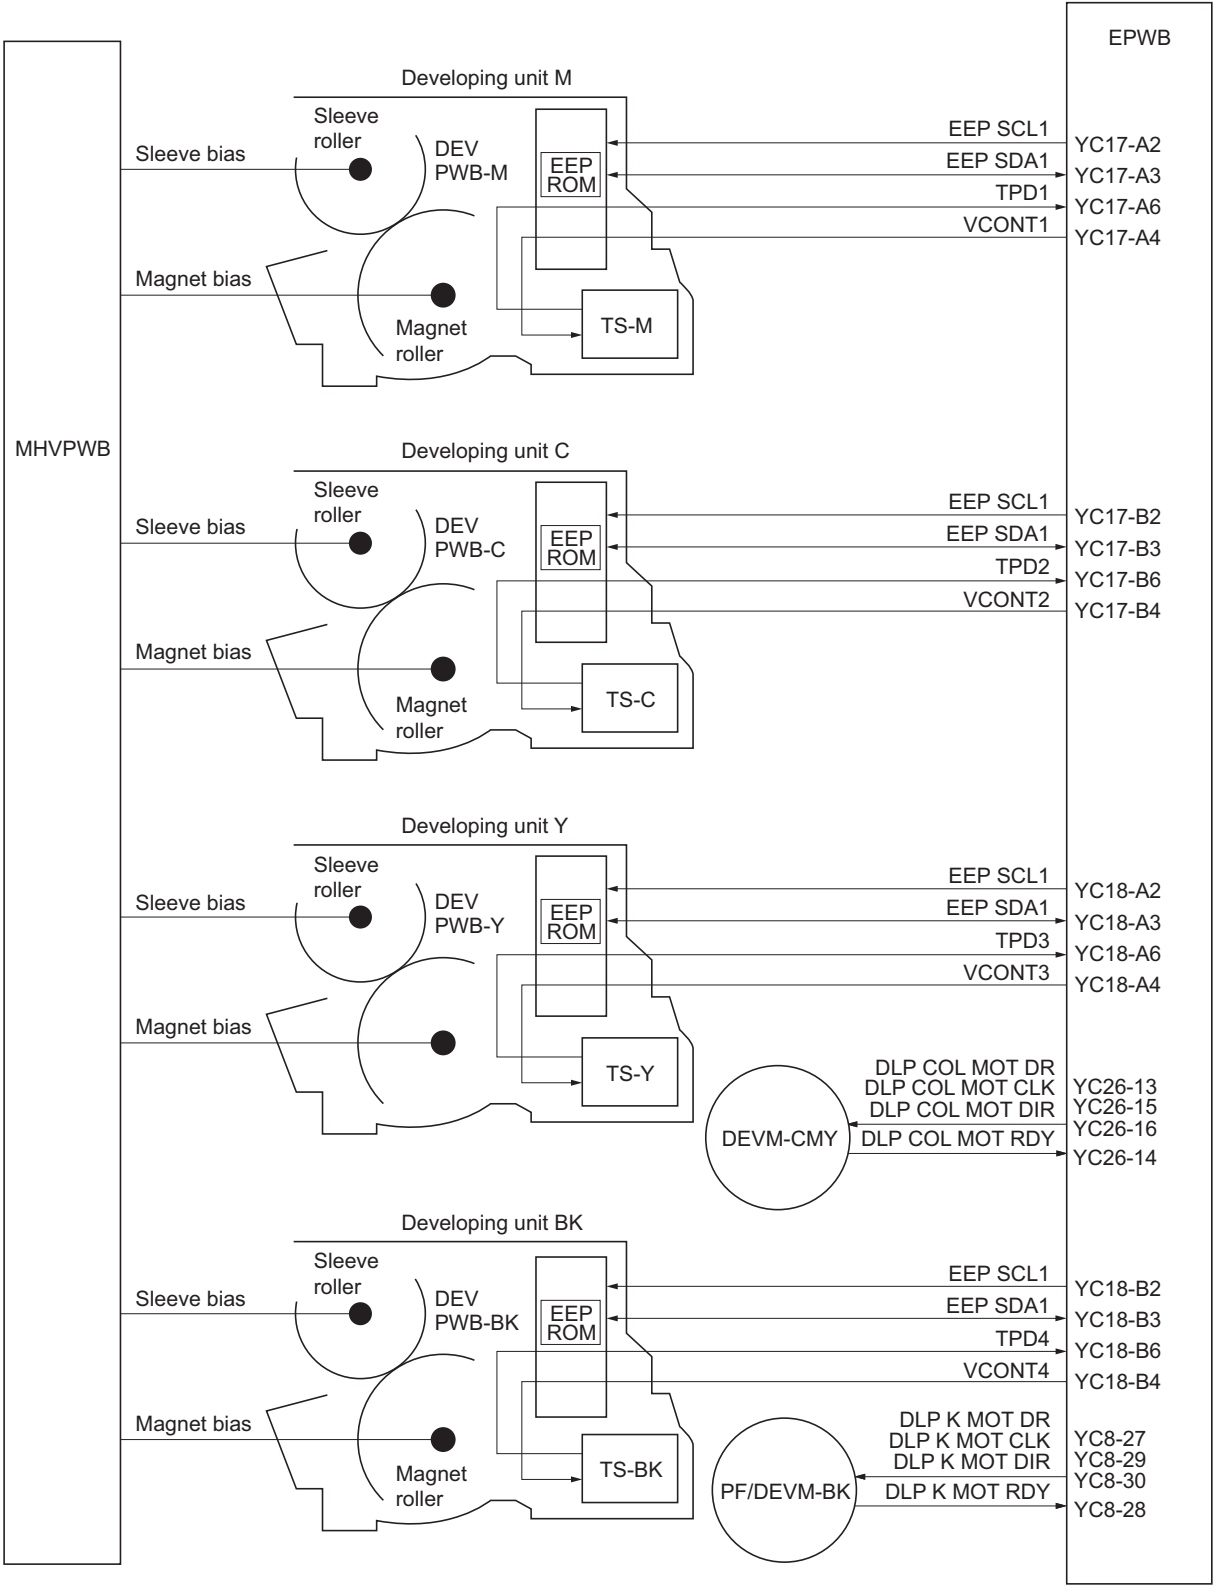 EPWB
MHVPWB
Developing unit M
Sleeve
roller
DEV
PWB-M
EEP
ROM
Sleeve bias
Magnet bias
Magnet
roller
TS-M
EEP SCL1
YC17-A2
EEP SDA1
YC17-A3
TPD1
YC17-A6
VCONT1
YC17-A4
Developing unit C
Sleeve
roller
DEV
PWB-C
EEP
ROM
Sleeve bias
Magnet bias
Magnet
roller
TS-C
EEP SCL1
YC17-B2
EEP SDA1
YC17-B3
TPD2
YC17-B6
VCONT2
YC17-B4
Developing unit Y
Sleeve
roller
DEV
PWB-Y
EEP
ROM
Sleeve bias
Magnet bias
TS-Y
EEP SCL1
YC18-A2
EEP SDA1
YC18-A3
TPD3
YC18-A6
VCONT3
YC18-A4
DEVM-CMY
DLP COL MOT DR
YC26-13
DLP COL MOT CLK
YC26-15
DLP COL MOT DIR
YC26-16
DLP COL MOT RDY
YC26-14
Developing unit BK
Sleeve
roller
DEV
PWB-BK
EEP
ROM
Sleeve bias
Magnet bias
Magnet
roller
TS-BK
EEP SCL1
YC18-B2
EEP SDA1
YC18-B3
TPD4
YC18-B6
VCONT4
YC18-B4
PF/DEVM-BK
DLP K MOT DR
YC8-27
DLP K MOT CLK
YC8-29
DLP K MOT DIR
YC8-30
DLP K MOT RDY
YC8-28